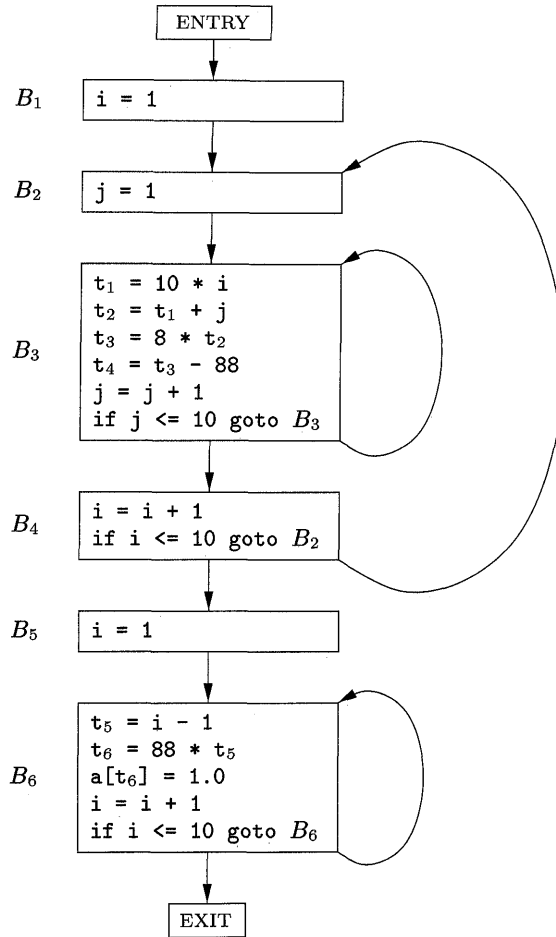 ENTRY
B₁
i = 1
B₂
j = 1
B₃
t₁ = 10 * i
t₂ = t₁ + j
t₃ = 8 * t₂
t₄ = t₃ - 88
j = j + 1
if j <= 10 goto B₃
B₄
i = i + 1
if i <= 10 goto B₂
B₅
i = 1
B₆
t₅ = i - 1
t₆ = 88 * t₅
a[t₆] = 1.0
i = i + 1
if i <= 10 goto B₆
EXIT